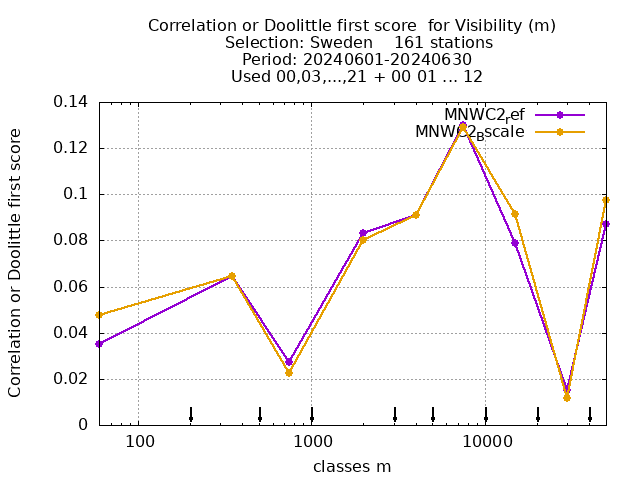 Correlation or Doolittle first score  for Visibility (m)
Selection: Sweden    161 stations
Period: 20240601-20240630
Used 00,03,...,21 + 00 01 ... 12
Correlation or Doolittle first score
0.14
0.12
0.1
0.08
0.06
0.04
0.02
0
MNWC2ref
MNWC2Bscale
100
1000
10000
classes m